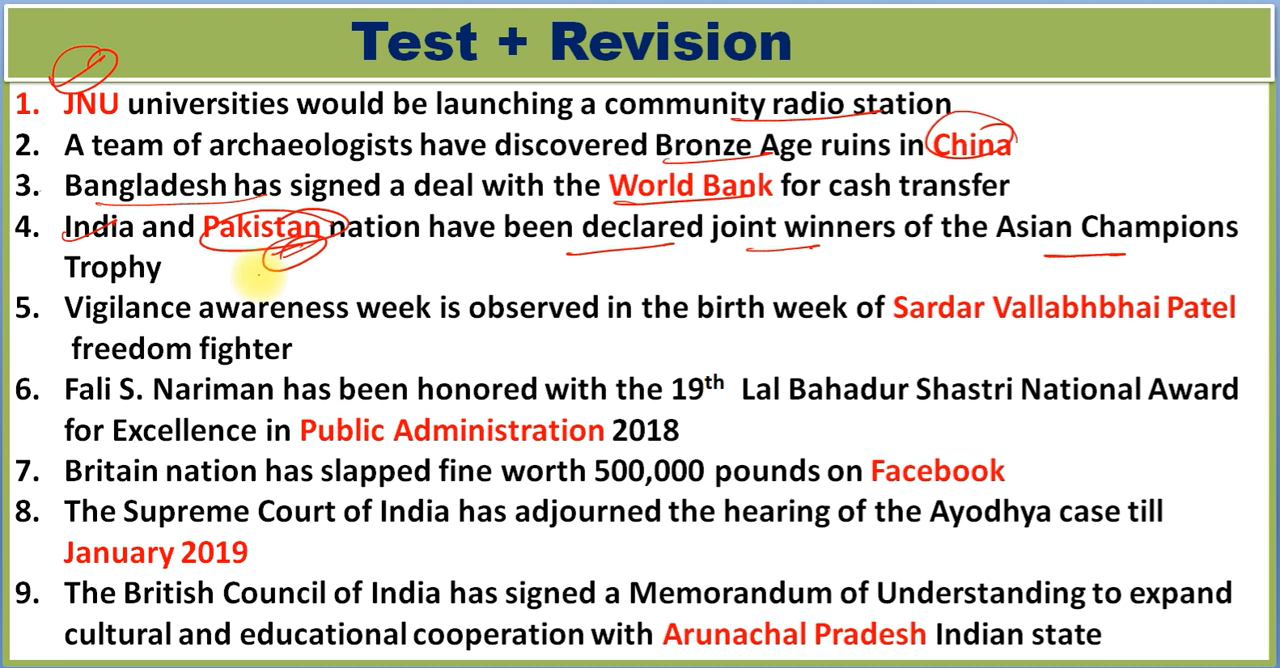 Test + Revision
1. JNU universities would be launching a community radio station
2. A team of archaeologists have discovered Bronze Age ruins in China
3. Bangladesh has signed a deal with the World Bank for cash transfer
4. India and Pakistan nation have been declared joint winners of the Asian Champions
Trophy
5. Vigilance awareness week is observed in the birth week of Sardar Vallabhbhai Patel
freedom fighter
6. Fali S. Nariman has been honored with the 19th Lal Bahadur Shastri National Award
for Excellence in Public Administration 2018
7. Britain nation has slapped fine worth 500,000 pounds on Facebook
8. The Supreme Court of India has adjourned the hearing of the Ayodhya case till
January 2019
9. The British Council of India has signed a Memorandum of Understanding to expand
cultural and educational cooperation with Arunachal Pradesh Indian state